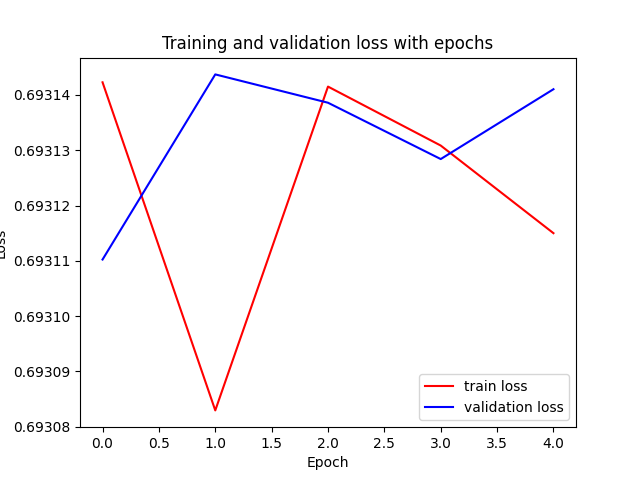 Training and validation loss with epochs
0.69314
0.69313
0.69312
0.69311
0.69310
0.69309
0.69308
Loss
0.0 0.5 1.0 1.5 2.0 2.5 3.0 3.5 4.0
Epoch
train loss
validation loss